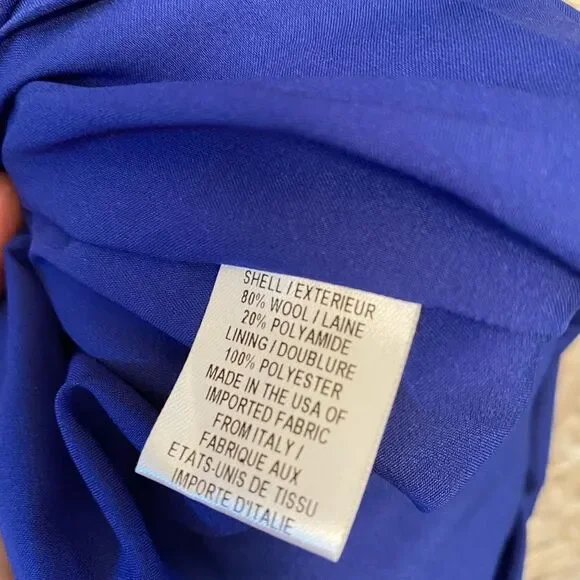 SHELL / EXTERIEUR
80% WOOL / LAINE
20% POLYAMIDE
LINING / DOUBLURE
100% POLYESTER
MADE IN THE USA OF
IMPORTED FABRIC
FROM ITALY /
FABRIQUE AUX
ETATS-UNIS DE TISSU
IMPORTE D'ITALIE